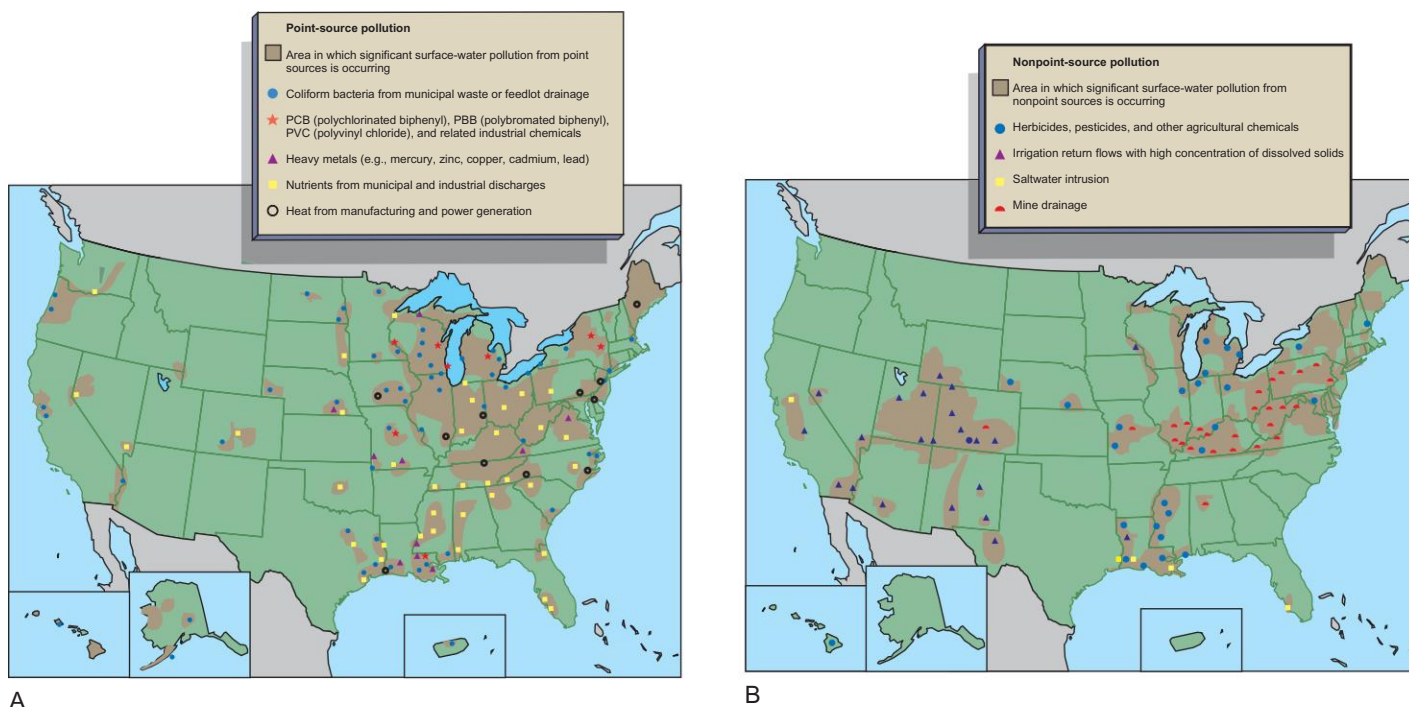 Point-source pollution
Area in which significant surface-water pollution from point
sources is occurring
Coliform bacteria from municipal waste or feedlot drainage
PCB (polychlorinated biphenyl), PBB (polybromated biphenyl),
PVC (polyvinyl chloride), and related industrial chemicals
Heavy metals (e.g., mercury, zinc, copper, cadmium, lead)
Nutrients from municipal and industrial discharges
Heat from manufacturing and power generation
A
Nonpoint-source pollution
Area in which significant surface-water pollution from
nonpoint sources is occurring
Herbicides, pesticides, and other agricultural chemicals
Irrigation return flows with high concentration of dissolved solids
Saltwater intrusion
Mine drainage
B